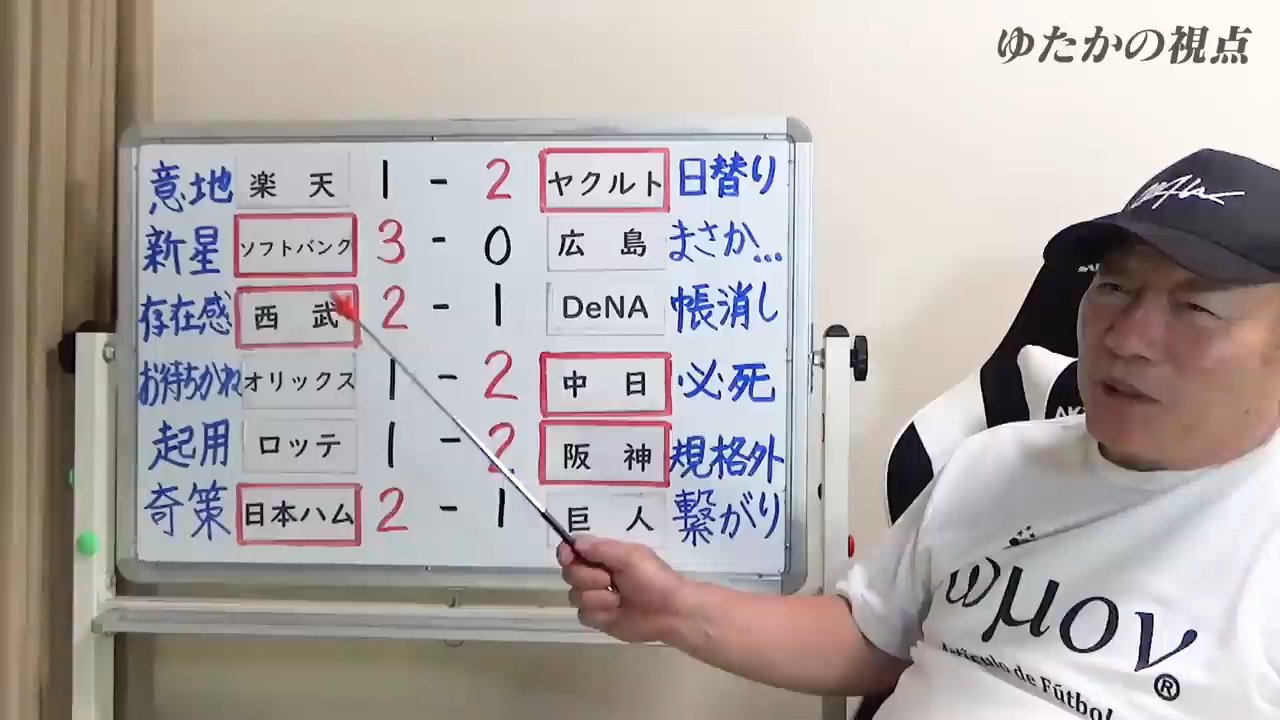 ゆたかの視点
意地 楽天 1 - 2 ヤクルト 日替り
新星 ソフトバンク 3 - 0 広島 まさか...
存在感 西武 2 - 1 DeNA 帳消し
お待ちかね オリックス 1 - 2 中日 必死
起用 ロッテ 1 - 2 阪神 規格外
奇策 日本ハム 2 - 1 巨人 繋がり
ωμον®
de Fútbol